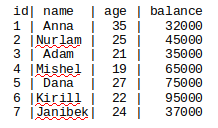 id| name | age | balance
1 | Anna | 35 | 32000
2 |Nurlam | 25 | 45000
3 | Adam | 21 | 35000
4 |Mishel | 19 | 65000
5 | Dana | 27 | 75000
6 |Kirill | 22 | 95000
7 |Janibek| 24 | 37000